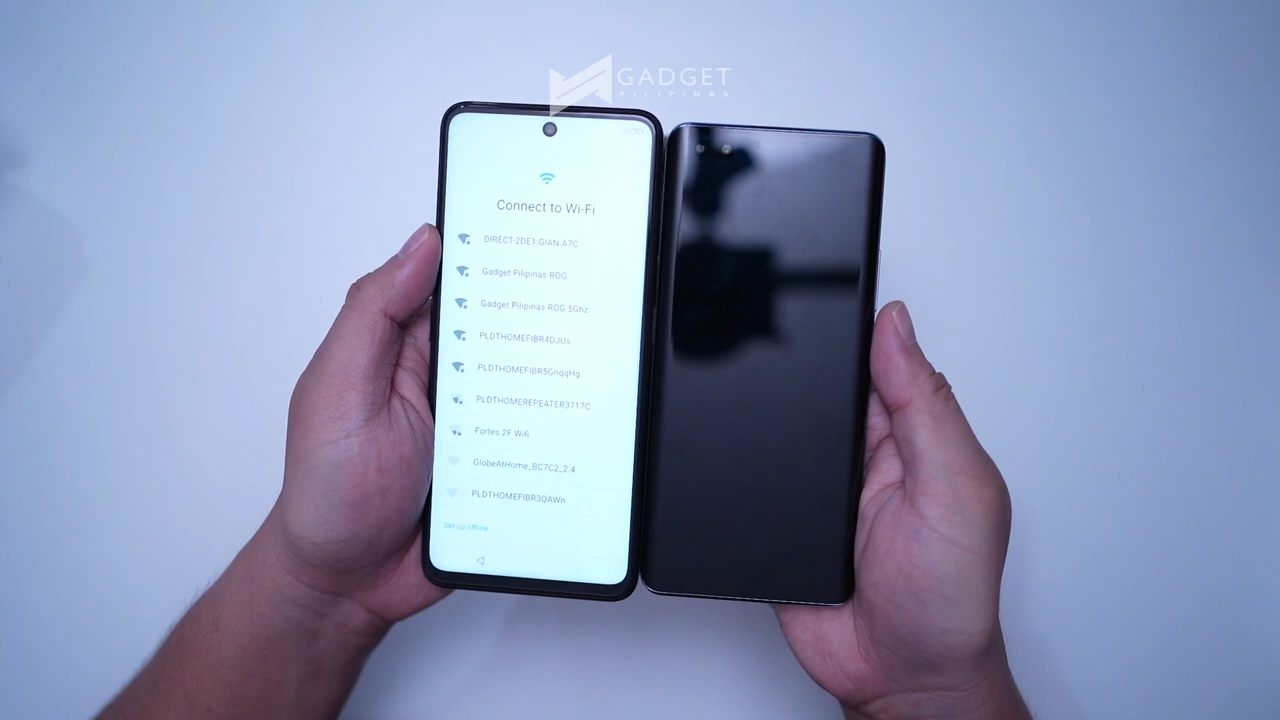 GADGET
PILIPINAS
Connect to Wi-Fi
DIRECT-2DE1.GIAN.A7C
Gadget Pilipinas ROG
Gadget Pilipinas ROG 5Ghz
PLDTHOMEFIBR4DJUs
PLDTHOMEFIBR5GnqqHg
PLDTHOMEREPEATER3717C
Fortes 2F Wifi
GlobeAtHome_BC7C2_2.4
PLDTHOMEFIBR3QAWn
Set up offline